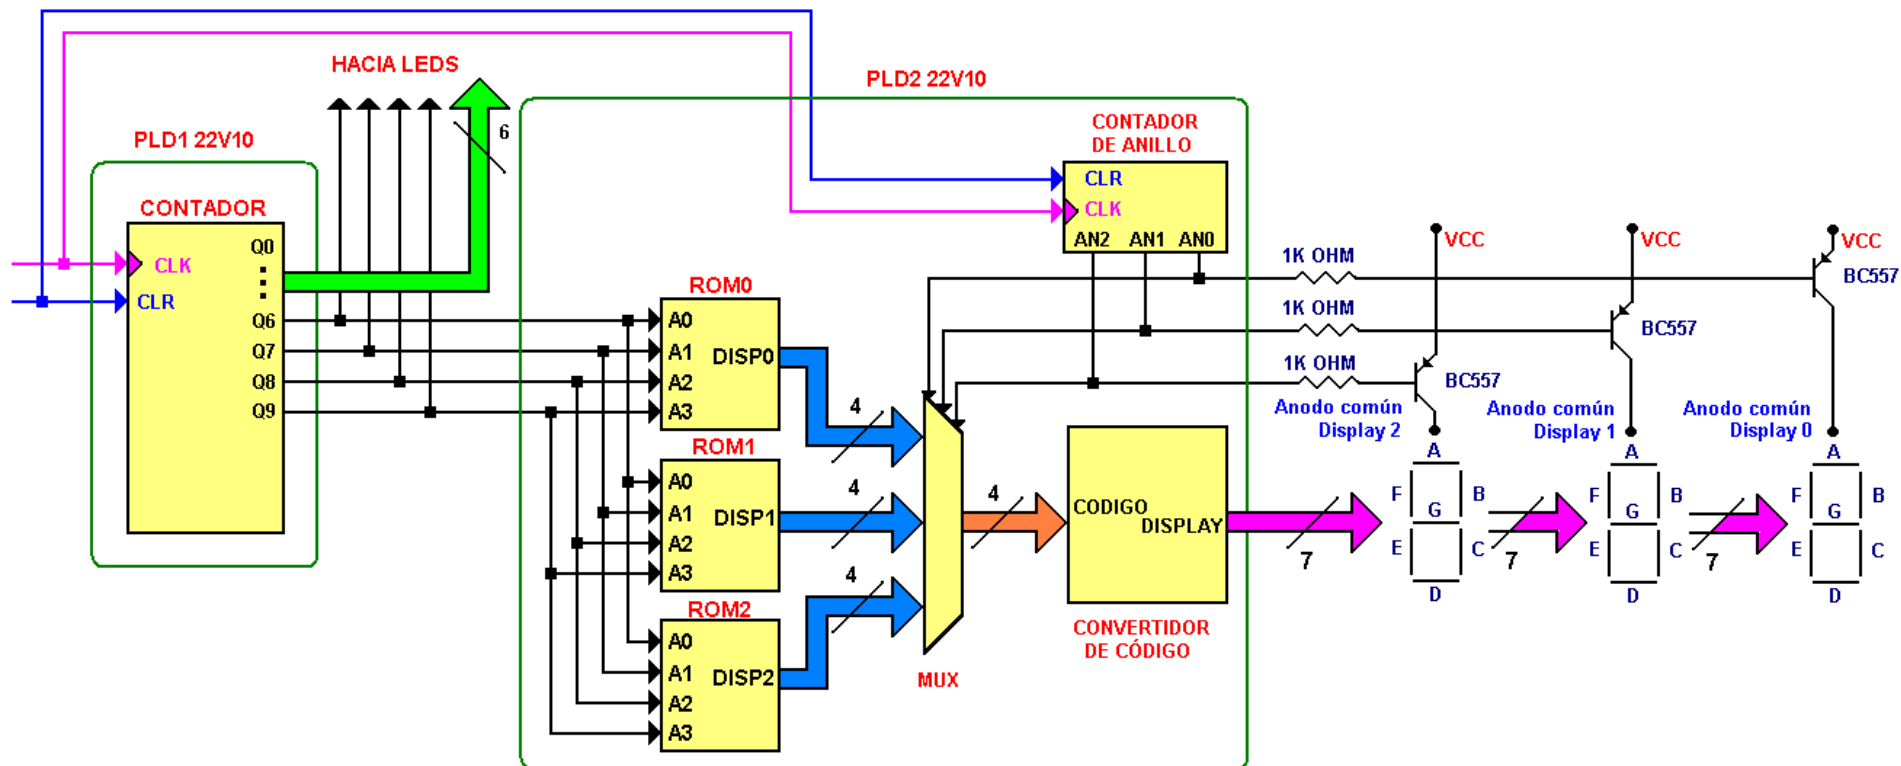 HACIA LEDS
6
PLD1 22V10
CONTADOR
CLK
CLR
Q0
Q6
Q7
Q8
Q9
PLD2 22V10
CONTADOR
DE ANILLO
CLR
CLK
AN2 AN1 AN0
ROM0
A0
A1
A2
A3
DISP0
4
ROM1
A0
A1
A2
A3
DISP1
4
ROM2
A0
A1
A2
A3
DISP2
4
MUX
4
CODIGO
DISPLAY
CONVERTIDOR
DE CÓDIGO
1K OHM
1K OHM
1K OHM
VCC
BC557
Anodo común
Display 2
VCC
BC557
Anodo común
Display 1
VCC
BC557
Anodo común
Display 0
7
A
F
B
G
E
C
D
7
A
F
B
G
E
C
D
7
A
F
B
G
E
C
D